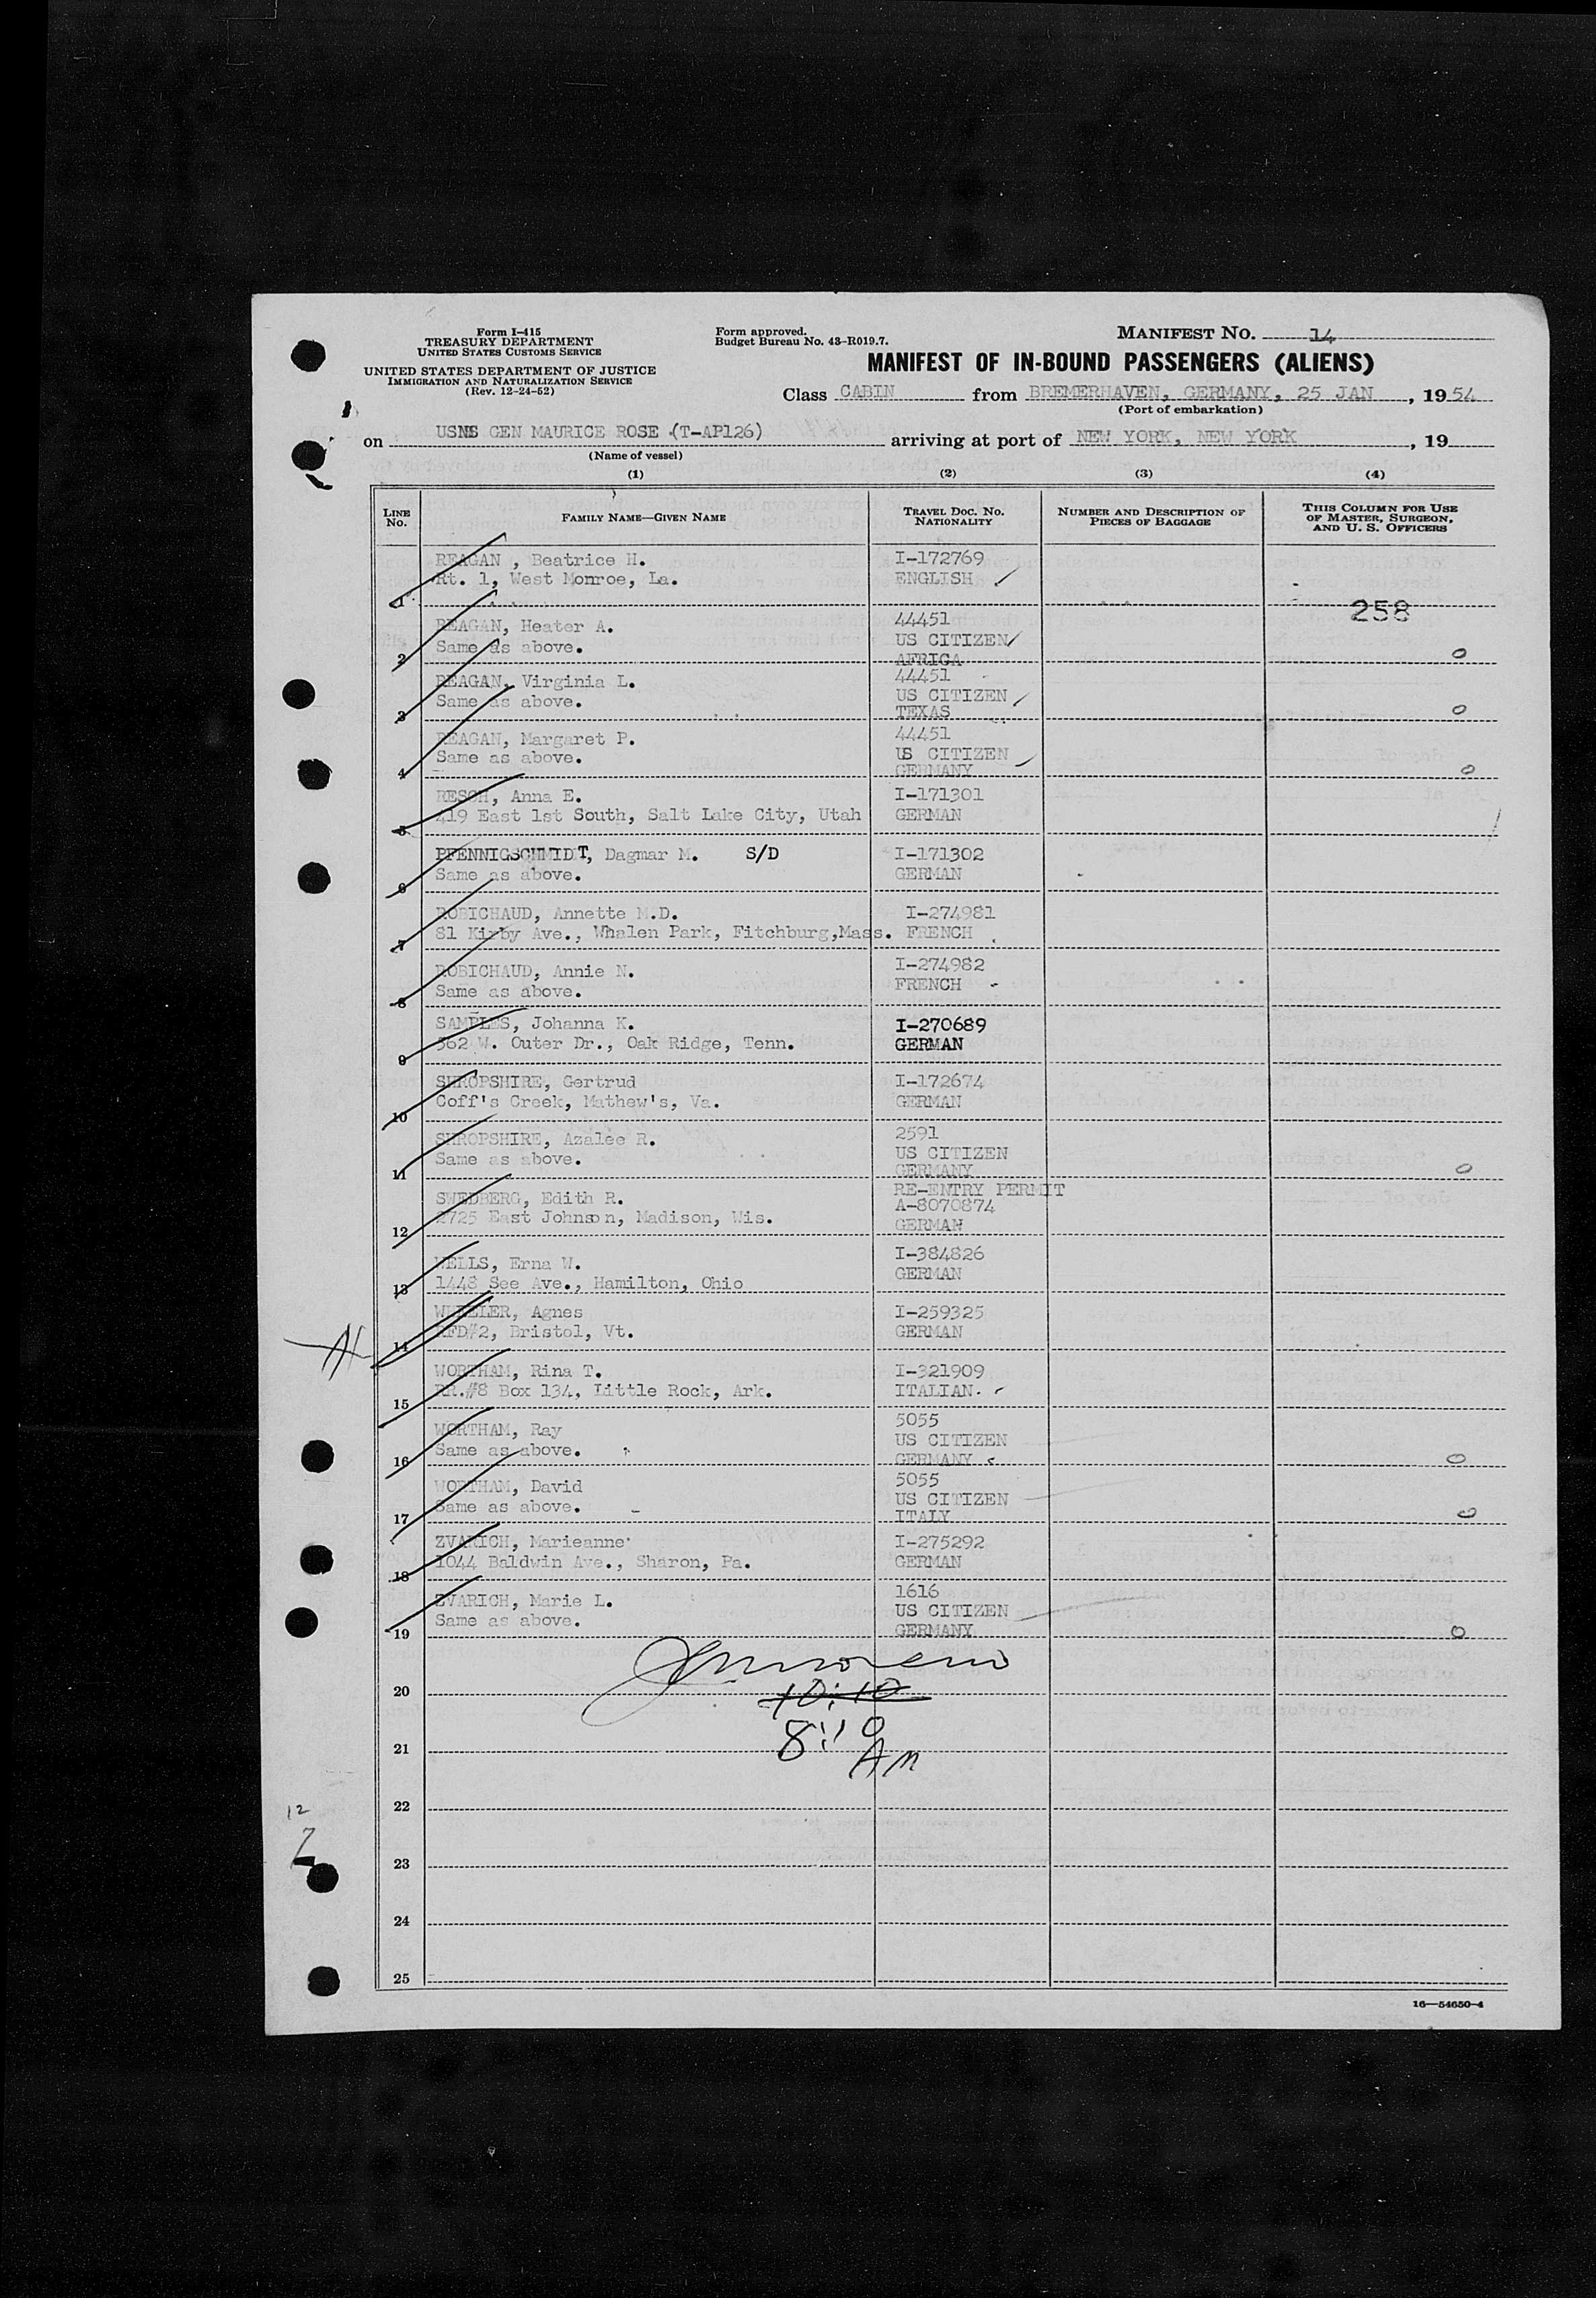 Form I-415
TREASURY DEPARTMENT
UNITED STATES CUSTOMS SERVICE
UNITED STATES DEPARTMENT OF JUSTICE
IMMIGRATION AND NATURALIZATION SERVICE
(Rev. 12-24-52)
Form approved.
Budget Bureau No. 43-R019.7.
MANIFEST NO. 14
MANIFEST OF IN-BOUND PASSENGERS (ALIENS)
Class CABIN from BREMERHAVEN, GERMANY, 25 JAN, 1954
(Port of embarkation)
on USNS GEN MAURICE ROSE (T-AP126) arriving at port of NEW YORK, NEW YORK, 19
(Name of vessel)
(1) (2) (3) (4)
LINE NO.
FAMILY NAME—GIVEN NAME
TRAVEL DOC. NO. NATIONALITY
NUMBER AND DESCRIPTION OF PIECES OF BAGGAGE
THIS COLUMN FOR USE OF MASTER, SURGEON, AND U. S. OFFICERS
REAGAN , Beatrice H. I-172769
Rt. 1, West Monroe, La. ENGLISH
1
258
REAGAN, Heater A. 44451
Same as above. US CITIZEN
2 AFRICA 0
REAGAN, Virginia L. 44451
Same as above. US CITIZEN
3 TEXAS 0
REAGAN, Margaret P. 44451
Same as above. US CITIZEN
4 GERMANY 0
RESCH, Anna E. I-171301
419 East 1st South, Salt Lake City, Utah GERMAN
5
PFENNIGSCHMIDT, Dagmar M. S/D I-171302
Same as above. GERMAN
6
ROBICHAUD, Annette M.D. I-274981
81 Kirby Ave., Whalen Park, Fitchburg,Mass. FRENCH
7
ROBICHAUD, Annie N. I-274982
Same as above. FRENCH
8
SAMPLES, Johanna K. I-270689
362 W. Outer Dr., Oak Ridge, Tenn. GERMAN
9
SHROPSHIRE, Gertrud I-172674
Coff's Creek, Mathew's, Va. GERMAN
10
SHROPSHIRE, Azalee R. 2591
Same as above. US CITIZEN
11 GERMANY 0
RE-ENTRY PERMIT
SWEDBERG, Edith R. A-8070874
2725 East Johnson, Madison, Wis. GERMAN
12
WELLS, Erna W. I-384826
1448 See Ave., Hamilton, Ohio GERMAN
13
WHEELER, Agnes I-259325
RFD#2, Bristol, Vt. GERMAN
14
WORTHAM, Rina T. I-321909
RR.#8 Box 134, Little Rock, Ark. ITALIAN.
15
WORTHAM, Ray 5055
Same as above. US CITIZEN
16 GERMANY 0
WORTHAM, David 5055
Same as above. US CITIZEN
17 ITALY 0
ZVARICH, Marieanne I-275292
1044 Baldwin Ave., Sharon, Pa. GERMAN
18
ZVARICH, Marie L. 1616
Same as above. US CITIZEN
19 GERMANY 0
20 10:10
8:10
21 AM
22
12
23
24
25
16—54650-4